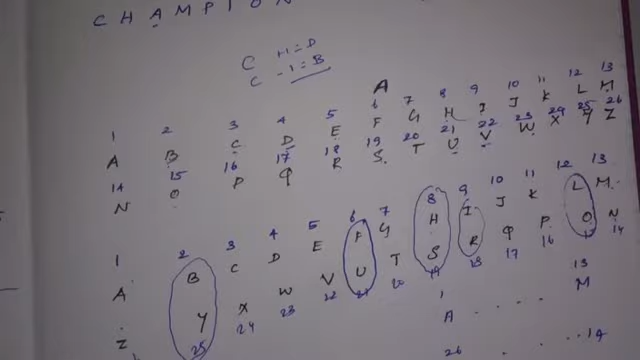 C H A M P I O N
C +1 = D
C - 1 = B
A
1 2 3 4 5 6 7 8 9 10 11 12 13
A B C D E F G H I J K L M
14 15 16 17 18 19 20 21 22 23 24 25 26
N O P Q R S T U V W X Y Z
1 2 3 4 5 6 7 8 9 10 11 12 13
A B C D E F G H I J K L M
Z Y X W V U T S R Q P O N
25 24 23 22 21 20 19 18 17 16 14
1 13
A . . . . . M
26 . . . . 14